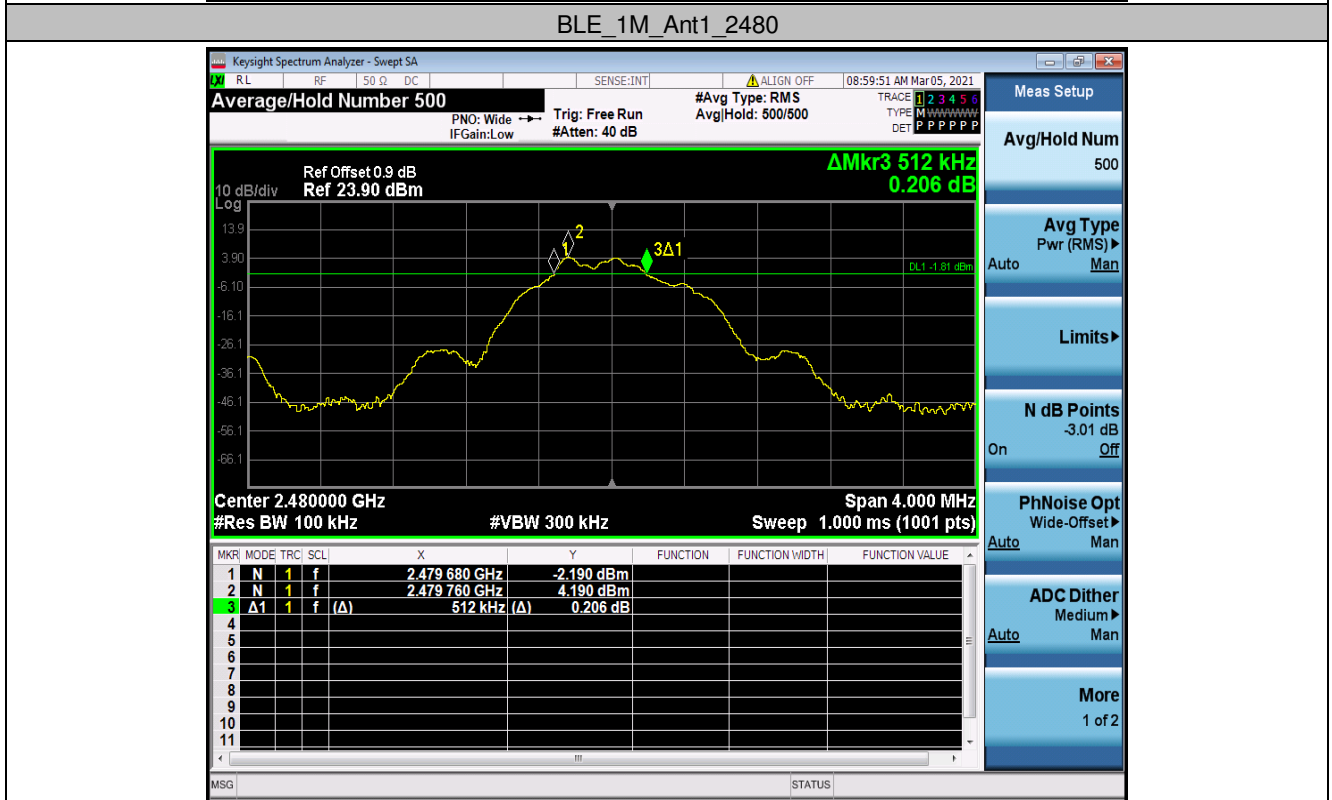 BLE_1M_Ant1_2480
Keysight Spectrum Analyzer - Swept SA
LXI RL RF 50 Ω DC SENSE:INT ALIGN OFF 08:59:51 AM Mar 05, 2021
Average/Hold Number 500
#Avg Type: RMS
TRACE 1 2 3 4 5 6
PNO: Wide
Trig: Free Run
Avg|Hold: 500/500
TYPE M WWWWW
IFGain:Low
#Atten: 40 dB
DET P P P P P P
ΔMkr3 512 kHz
0.206 dB
Ref Offset 0.9 dB
10 dB/div Ref 23.90 dBm
Log
13.9
3.90
-6.10
-16.1
-26.1
-36.1
-46.1
-56.1
-66.1
1
2
3Δ1
DL1 -1.81 dBm
Center 2.480000 GHz Span 4.000 MHz
#Res BW 100 kHz #VBW 300 kHz Sweep 1.000 ms (1001 pts)
MKR MODE TRC SCL X Y FUNCTION FUNCTION WIDTH FUNCTION VALUE
1 N 1 f 2.479 680 GHz -2.190 dBm
2 N 1 f 2.479 760 GHz 4.190 dBm
3 Δ1 1 f (Δ) 512 kHz (Δ) 0.206 dB
4
5
6
7
8
9
10
11
MSG STATUS
Meas Setup
Avg/Hold Num
500
Avg Type
Pwr (RMS)
Auto Man
Limits
N dB Points
-3.01 dB
On Off
PhNoise Opt
Wide-Offset
Auto Man
ADC Dither
Medium
Auto Man
More
1 of 2